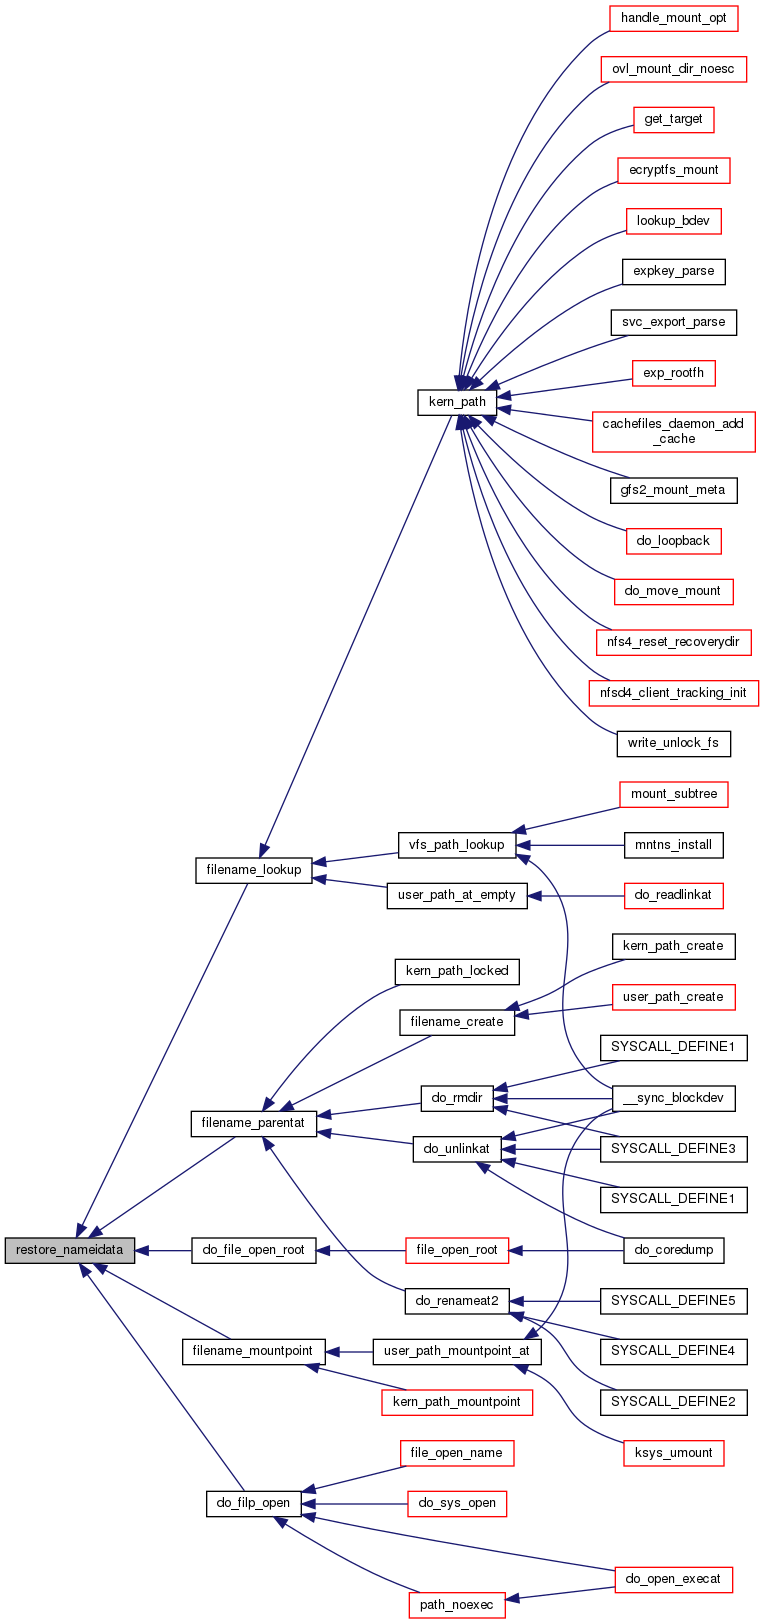 handle_mount_opt
ovl_mount_dir_noesc
get_target
ecryptfs_mount
lookup_bdev
expkey_parse
svc_export_parse
exp_rootfh
kern_path
cachefiles_daemon_add
_cache
gfs2_mount_meta
do_loopback
do_move_mount
nfs4_reset_recoverydir
nfsd4_client_tracking_init
write_unlock_fs
mount_subtree
vfs_path_lookup
mntns_install
filename_lookup
user_path_at_empty
do_readlinkat
kern_path_create
kern_path_locked
user_path_create
filename_create
SYSCALL_DEFINE1
do_rmdir
__sync_blockdev
filename_parentat
do_unlinkat
SYSCALL_DEFINE3
SYSCALL_DEFINE1
restore_nameidata
do_file_open_root
file_open_root
do_coredump
do_renameat2
SYSCALL_DEFINE5
filename_mountpoint
user_path_mountpoint_at
SYSCALL_DEFINE4
kern_path_mountpoint
SYSCALL_DEFINE2
file_open_name
ksys_umount
do_filp_open
do_sys_open
do_open_execat
path_noexec